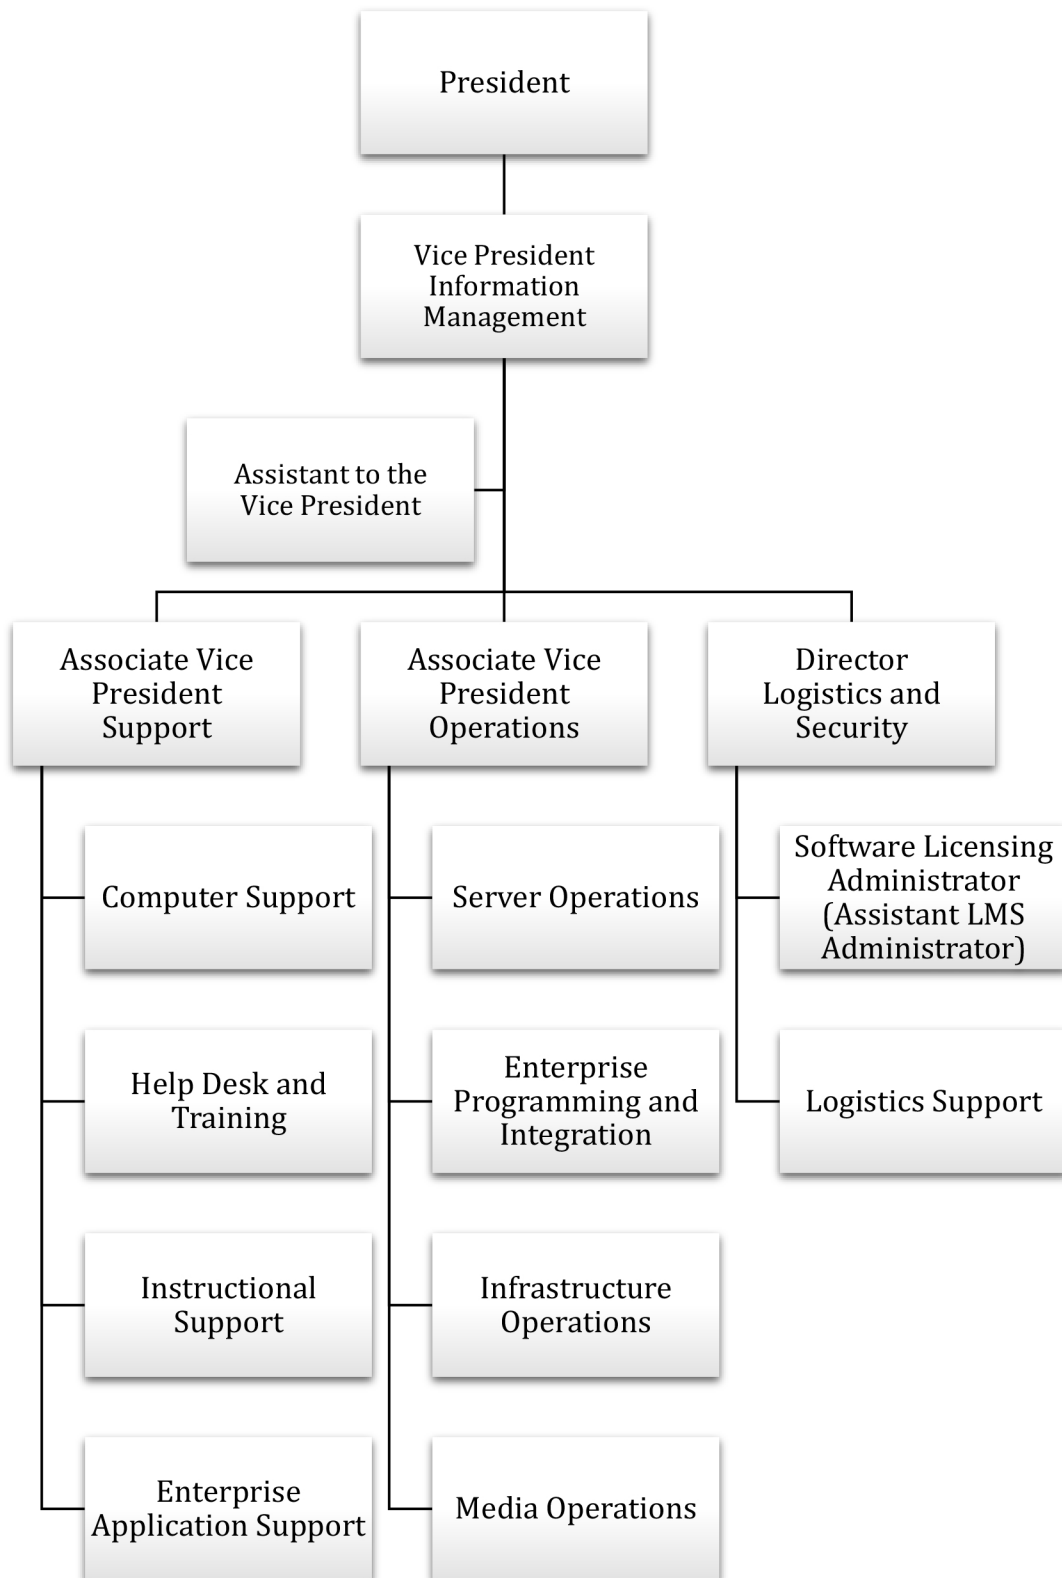 President
Vice President
Information
Management
Assistant to the
Vice President
Associate Vice
President
Support
Associate Vice
President
Operations
Director
Logistics and
Security
Computer Support
Server Operations
Software Licensing
Administrator
(Assistant LMS
Administrator)
Help Desk and
Training
Enterprise
Programming and
Integration
Logistics Support
Instructional
Support
Infrastructure
Operations
Enterprise
Application Support
Media Operations